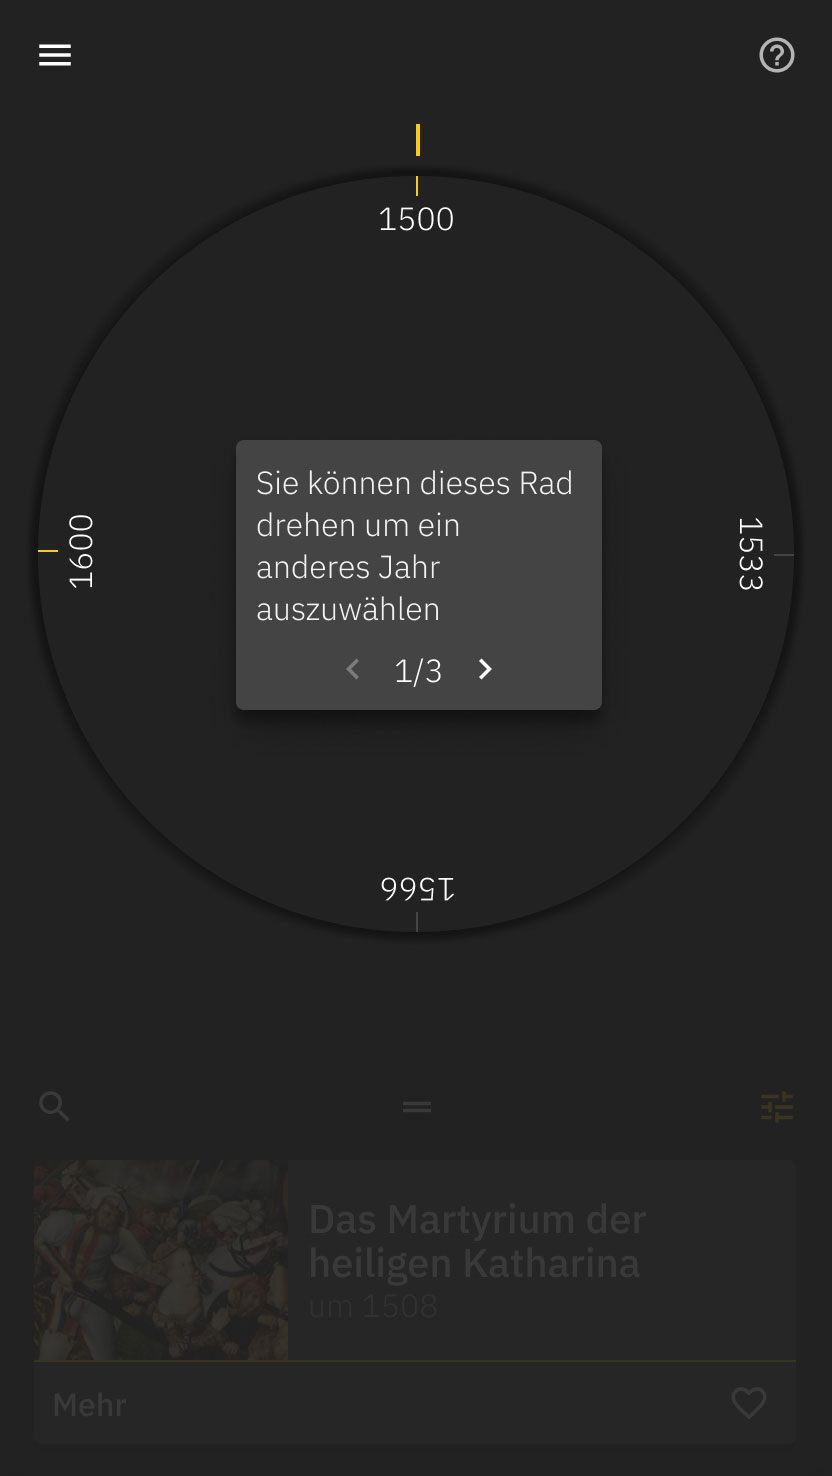 1500
Sie können dieses Rad
drehen um ein
anderes Jahr
auszuwählen
1600
1533
1/3
1566
Das Martyrium der
heiligen Katharina
um 1508
Mehr